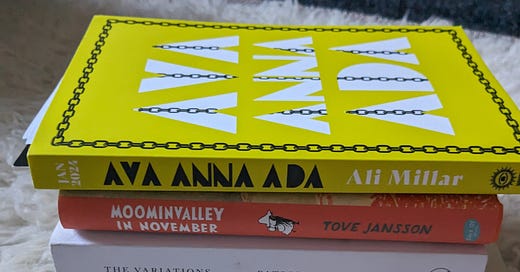 AVA
ANNA
ADA
JAN
2024
AVA ANNA ADA Ali Millar
MOOMINVALLEY
IN NOVEMBER
TOVE JANSSON
THE VARIATIONS